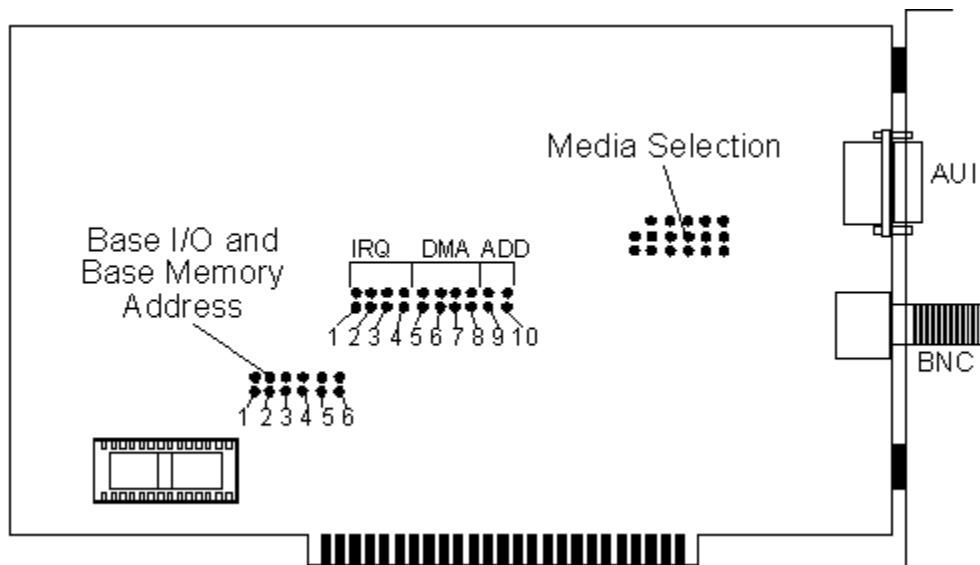 Media Selection
AUI
Base I/O and
Base Memory
Address
IRQ DMA ADD
1 2 3 4 5 6 7 8 9 10
BNC
1 2 3 4 5 6